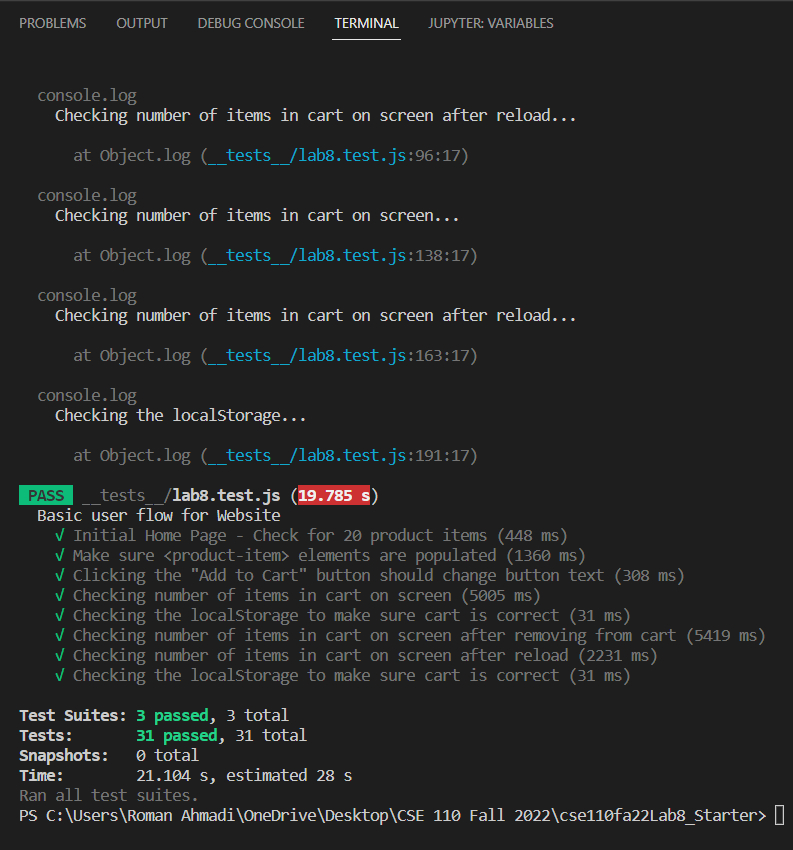 PROBLEMS OUTPUT DEBUG CONSOLE TERMINAL JUPYTER: VARIABLES
console.log
Checking number of items in cart on screen after reload...
at Object.log (__tests__/lab8.test.js:96:17)
console.log
Checking number of items in cart on screen...
at Object.log (__tests__/lab8.test.js:138:17)
console.log
Checking number of items in cart on screen after reload...
at Object.log (__tests__/lab8.test.js:163:17)
console.log
Checking the localStorage...
at Object.log (__tests__/lab8.test.js:191:17)
PASS __tests__/lab8.test.js (19.785 s)
Basic user flow for Website
√ Initial Home Page - Check for 20 product items (448 ms)
√ Make sure <product-item> elements are populated (1360 ms)
√ Clicking the "Add to Cart" button should change button text (308 ms)
√ Checking number of items in cart on screen (5005 ms)
√ Checking the localStorage to make sure cart is correct (31 ms)
√ Checking number of items in cart on screen after removing from cart (5419 ms)
√ Checking number of items in cart on screen after reload (2231 ms)
√ Checking the localStorage to make sure cart is correct (31 ms)
Test Suites: 3 passed, 3 total
Tests: 31 passed, 31 total
Snapshots: 0 total
Time: 21.104 s, estimated 28 s
Ran all test suites.
PS C:\Users\Roman Ahmadi\OneDrive\Desktop\CSE 110 Fall 2022\cse110fa22Lab8_Starter>